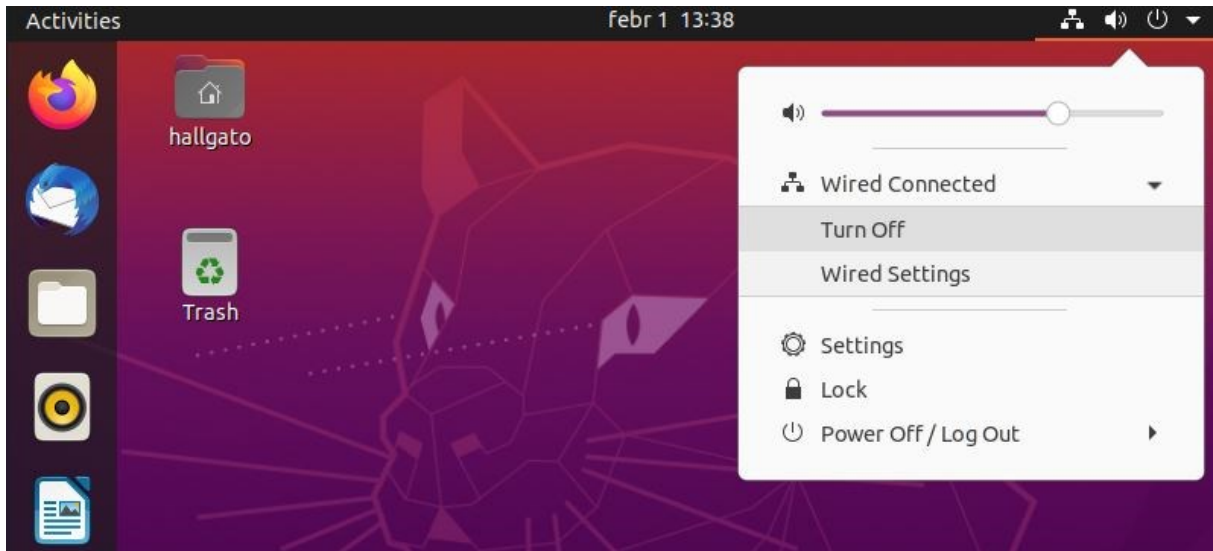 Activities
febr 1 13:38
hallgato
Trash
Wired Connected
Turn Off
Wired Settings
Settings
Lock
Power Off / Log Out